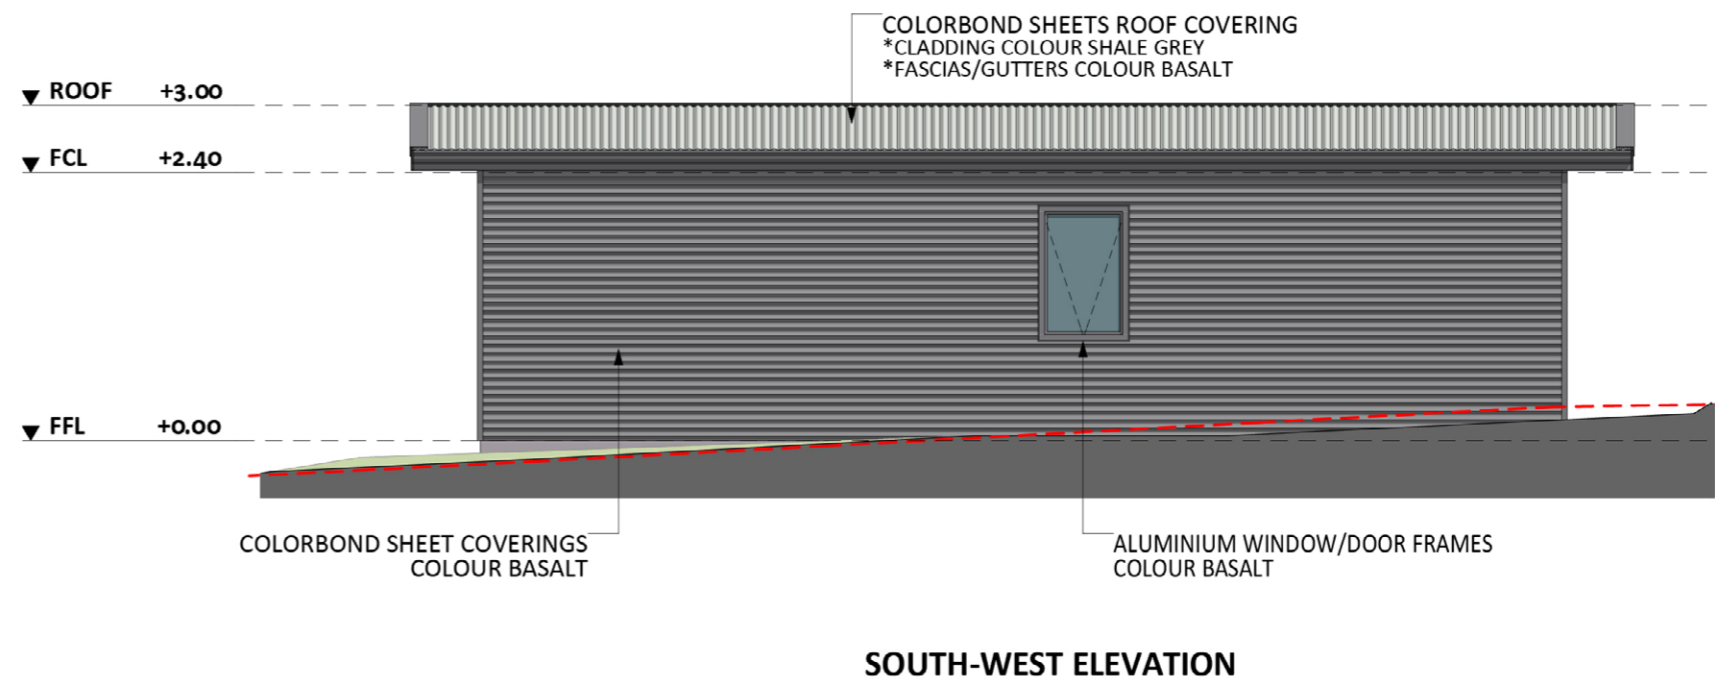 COLORBOND SHEETS ROOF COVERING
*CLADDING COLOUR SHALE GREY
*FASCIAS/GUTTERS COLOUR BASALT
ROOF +3.00
FCL +2.40
FFL +0.00
COLORBOND SHEET COVERINGS
COLOUR BASALT
ALUMINIUM WINDOW/DOOR FRAMES
COLOUR BASALT
SOUTH-WEST ELEVATION